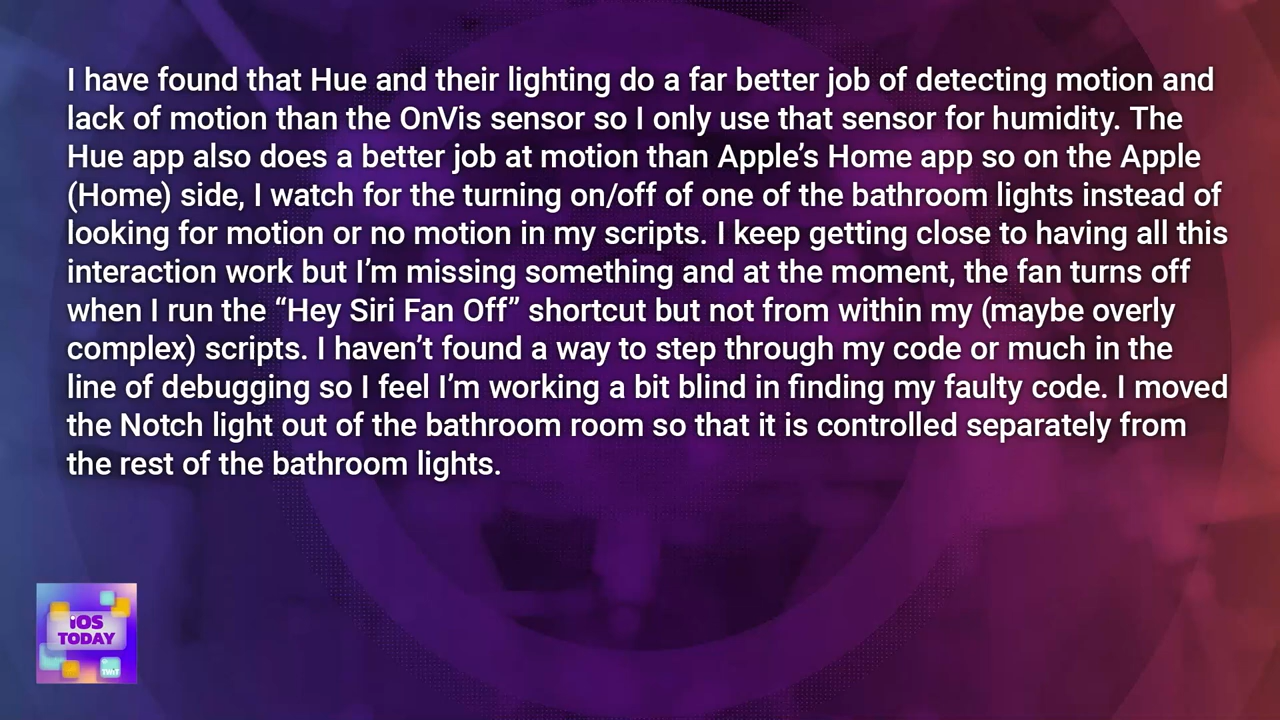 I have found that Hue and their lighting do a far better job of detecting motion and
lack of motion than the OnVis sensor so I only use that sensor for humidity. The
Hue app also does a better job at motion than Apple’s Home app so on the Apple
(Home) side, I watch for the turning on/off of one of the bathroom lights instead of
looking for motion or no motion in my scripts. I keep getting close to having all this
interaction work but I’m missing something and at the moment, the fan turns off
when I run the “Hey Siri Fan Off” shortcut but not from within my (maybe overly
complex) scripts. I haven’t found a way to step through my code or much in the
line of debugging so I feel I’m working a bit blind in finding my faulty code. I moved
the Notch light out of the bathroom room so that it is controlled separately from
the rest of the bathroom lights.
iOS
TODAY
TWiT